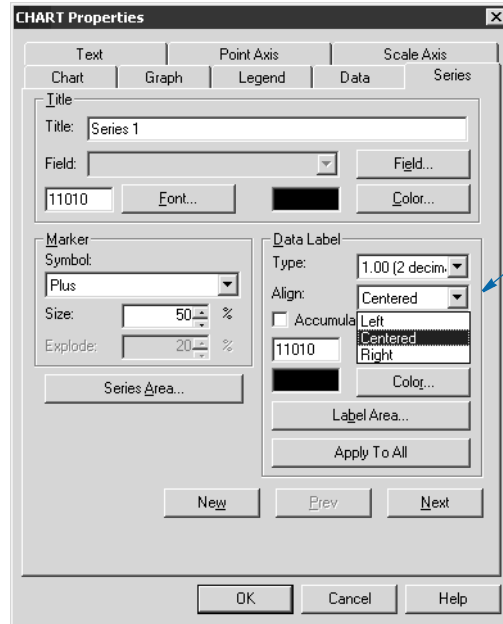 CHART Properties
Text Point Axis Scale Axis
Chart Graph Legend Data Series
Title
Title: Series 1
Field: Field...
11010 Font... Color...
Marker
Symbol:
Plus
Size: 50 %
Explode: 20 %
Series Area...
Data Label
Type: 1.00 (2 decim.
Align: Centered
Accumula
Left
Centered
Right
11010
Color...
Label Area...
Apply To All
New Prev Next
OK Cancel Help